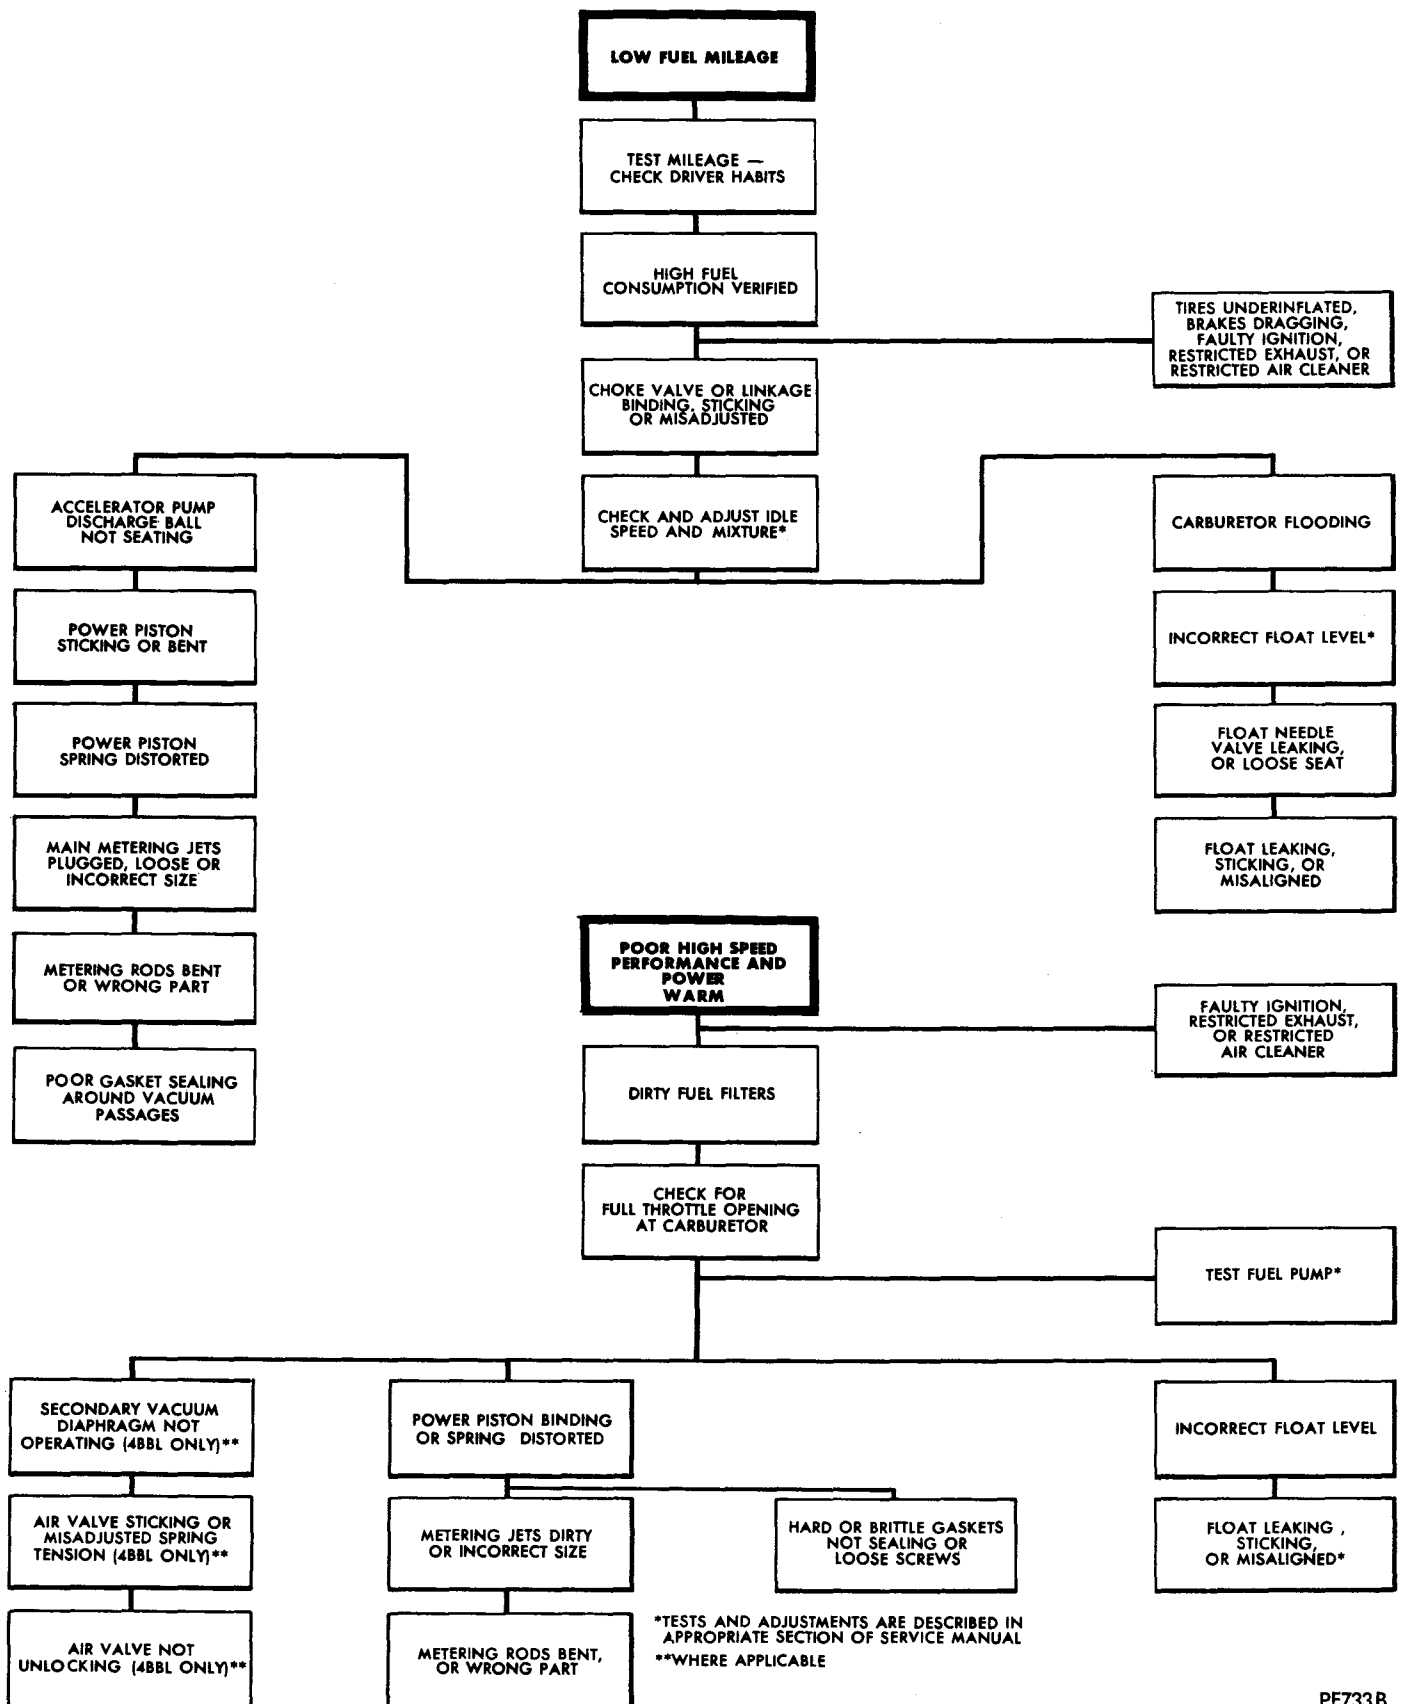 LOW FUEL MILEAGE
TEST MILEAGE —
CHECK DRIVER HABITS
HIGH FUEL
CONSUMPTION VERIFIED
TIRES UNDERINFLATED,
BRAKES DRAGGING,
FAULTY IGNITION,
RESTRICTED EXHAUST, OR
RESTRICTED AIR CLEANER
CHOKE VALVE OR LINKAGE
BINDING, STICKING
OR MISADJUSTED
CHECK AND ADJUST IDLE
SPEED AND MIXTURE*
ACCELERATOR PUMP
DISCHARGE BALL
NOT SEATING
POWER PISTON
STICKING OR BENT
POWER PISTON
SPRING DISTORTED
MAIN METERING JETS
PLUGGED, LOOSE OR
INCORRECT SIZE
METERING RODS BENT
OR WRONG PART
POOR GASKET SEALING
AROUND VACUUM
PASSAGES
CARBURETOR FLOODING
INCORRECT FLOAT LEVEL*
FLOAT NEEDLE
VALVE LEAKING,
OR LOOSE SEAT
FLOAT LEAKING,
STICKING, OR
MISALIGNED
POOR HIGH SPEED
PERFORMANCE AND
POWER
WARM
FAULTY IGNITION,
RESTRICTED EXHAUST,
OR RESTRICTED
AIR CLEANER
DIRTY FUEL FILTERS
CHECK FOR
FULL THROTTLE OPENING
AT CARBURETOR
TEST FUEL PUMP*
SECONDARY VACUUM
DIAPHRAGM NOT
OPERATING (4BBL ONLY)**
AIR VALVE STICKING OR
MISADJUSTED SPRING
TENSION (4BBL ONLY)**
AIR VALVE NOT
UNLOCKING (4BBL ONLY)**
POWER PISTON BINDING
OR SPRING DISTORTED
METERING JETS DIRTY
OR INCORRECT SIZE
METERING RODS BENT,
OR WRONG PART
HARD OR BRITTLE GASKETS
NOT SEALING OR
LOOSE SCREWS
INCORRECT FLOAT LEVEL
FLOAT LEAKING ,
STICKING,
OR MISALIGNED*
*TESTS AND ADJUSTMENTS ARE DESCRIBED IN
APPROPRIATE SECTION OF SERVICE MANUAL
**WHERE APPLICABLE
PF733B